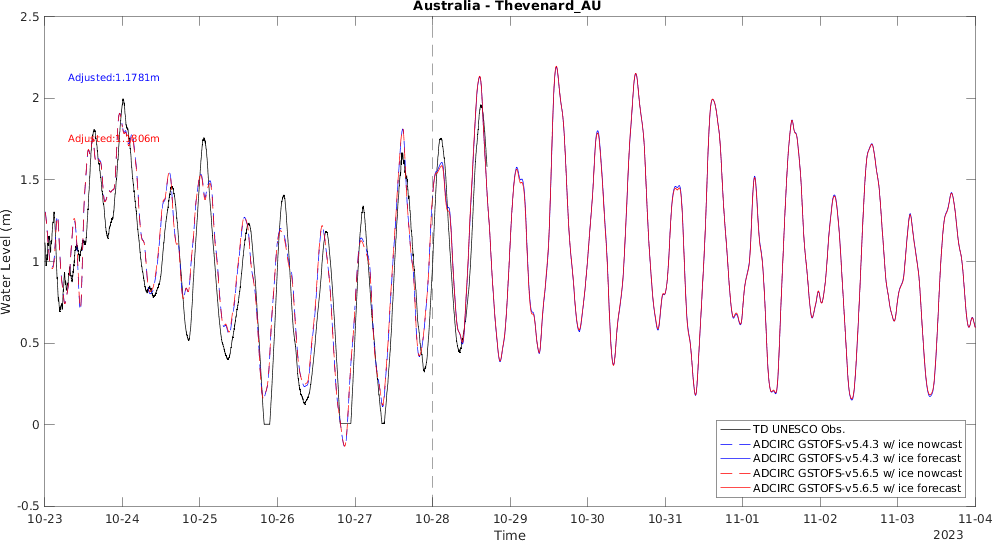 Australia - Thevenard_AU
2.5
2
1.5
1
0.5
0
-0.5
Water Level (m)
Adjusted:1.1781m
Adjusted:1.1806m
TD UNESCO Obs.
ADCIRC GSTOFS-v5.4.3 w/ ice nowcast
ADCIRC GSTOFS-v5.4.3 w/ ice forecast
ADCIRC GSTOFS-v5.6.5 w/ ice nowcast
ADCIRC GSTOFS-v5.6.5 w/ ice forecast
10-23 10-24 10-25 10-26 10-27 10-28 10-29 10-30 10-31 11-01 11-02 11-03 11-04
Time
2023